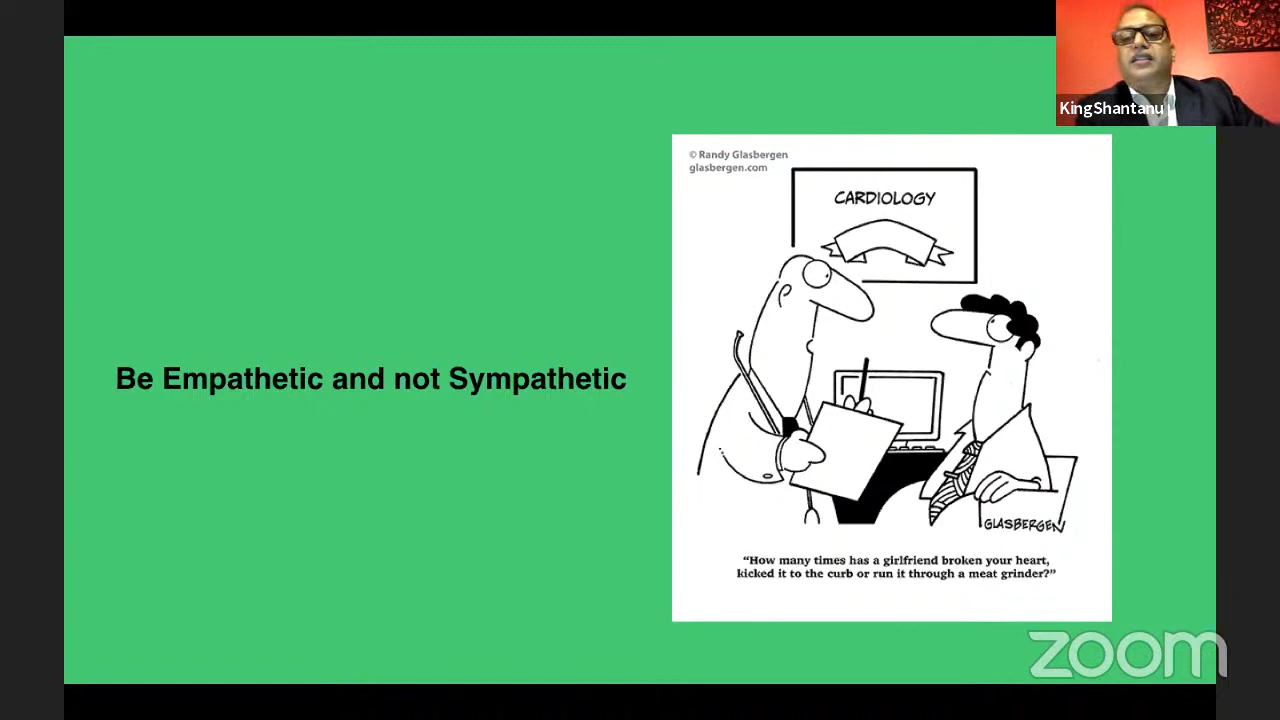 KingShantanu
© Randy Glasbergen
glasbergen.com
CARDIOLOGY
Be Empathetic and not Sympathetic
GLASBERGEN
“How many times has a girlfriend broken your heart,
kicked it to the curb or run it through a meat grinder?”
zoom